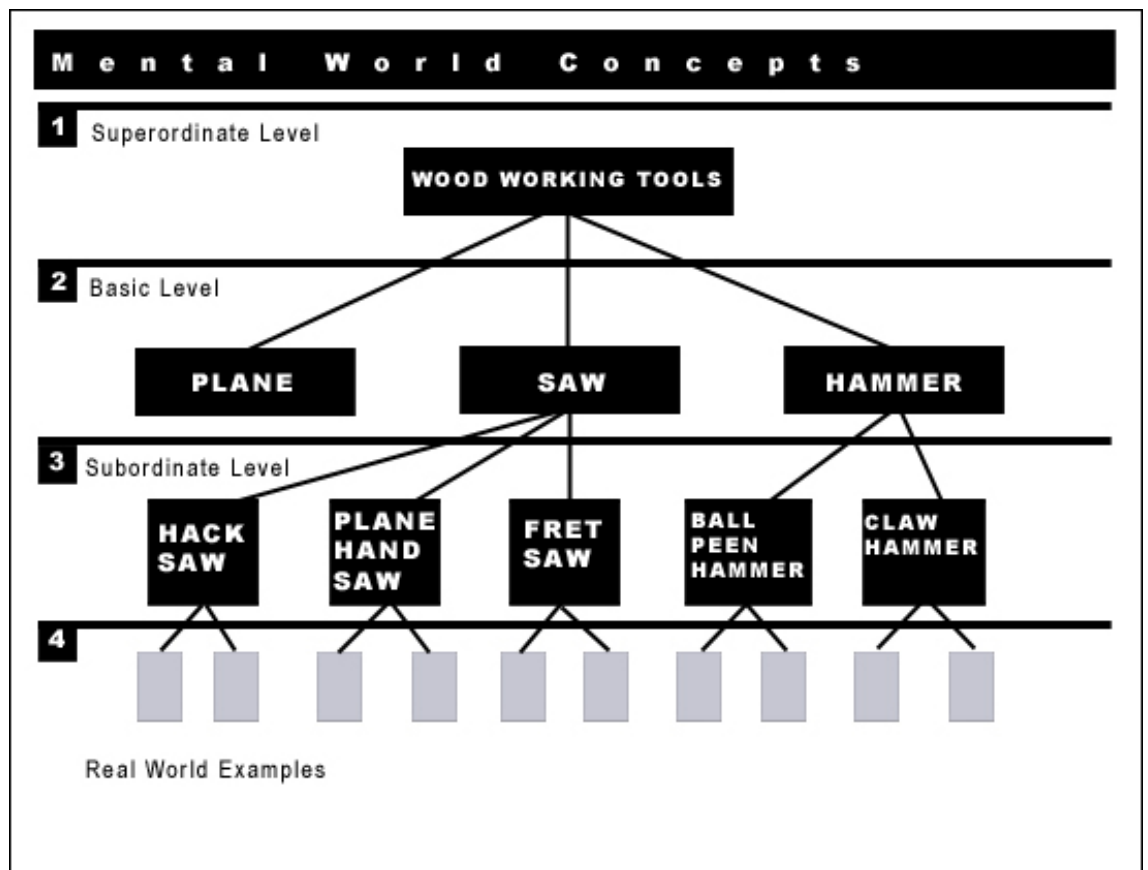 Mental World Concepts
1
Superordinate Level
WOOD WORKING TOOLS
2
Basic Level
PLANE
SAW
HAMMER
3
Subordinate Level
HACK
SAW
PLANE
HAND
SAW
FRET
SAW
BALL
PEEN
HAMMER
CLAW
HAMMER
4
Real World Examples